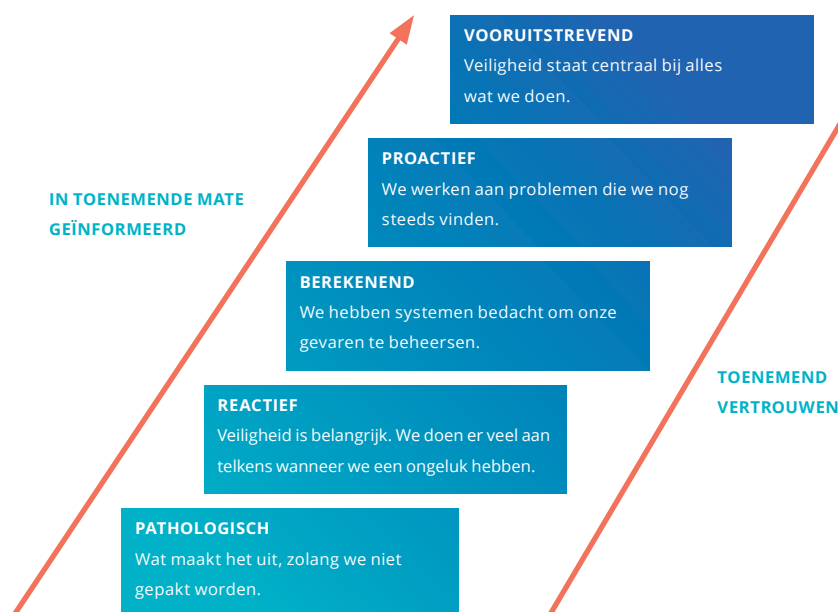 VOORUITSTREVEND
Veiligheid staat centraal bij alles
wat we doen.
PROACTIEF
We werken aan problemen die we nog
steeds vinden.
IN TOENEMENDE MATE
GEÏNFORMEERD
BEREKENEND
We hebben systemen bedacht om onze
gevaren te beheersen.
TOENEMEND
VERTROUWEN
REACTIEF
Veiligheid is belangrijk. We doen er veel aan
telkens wanneer we een ongeluk hebben.
PATHOLOGISCH
Wat maakt het uit, zolang we niet
gepakt worden.